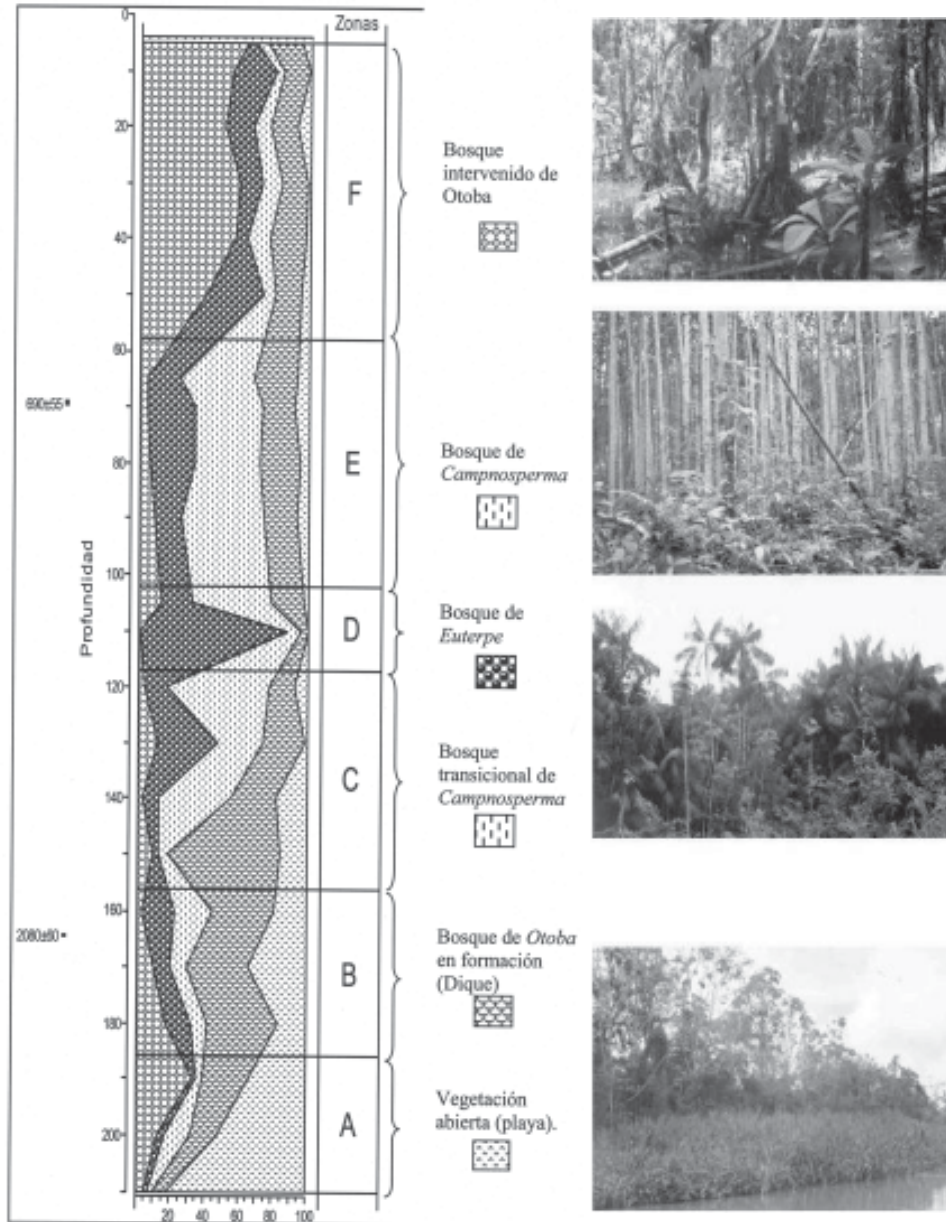 Zonas
0
20
40
60
80
100
120
140
160
180
200
Profundidad
690±55
2080±60
F
E
D
C
B
A
20 40 60 80 100
Bosque
intervenido de
Otoba
Bosque de
Campnosperma
Bosque de
Euterpe
Bosque
transicional de
Campnosperma
Bosque de Otoba
en formación
(Dique)
Vegetación
abierta (playa).